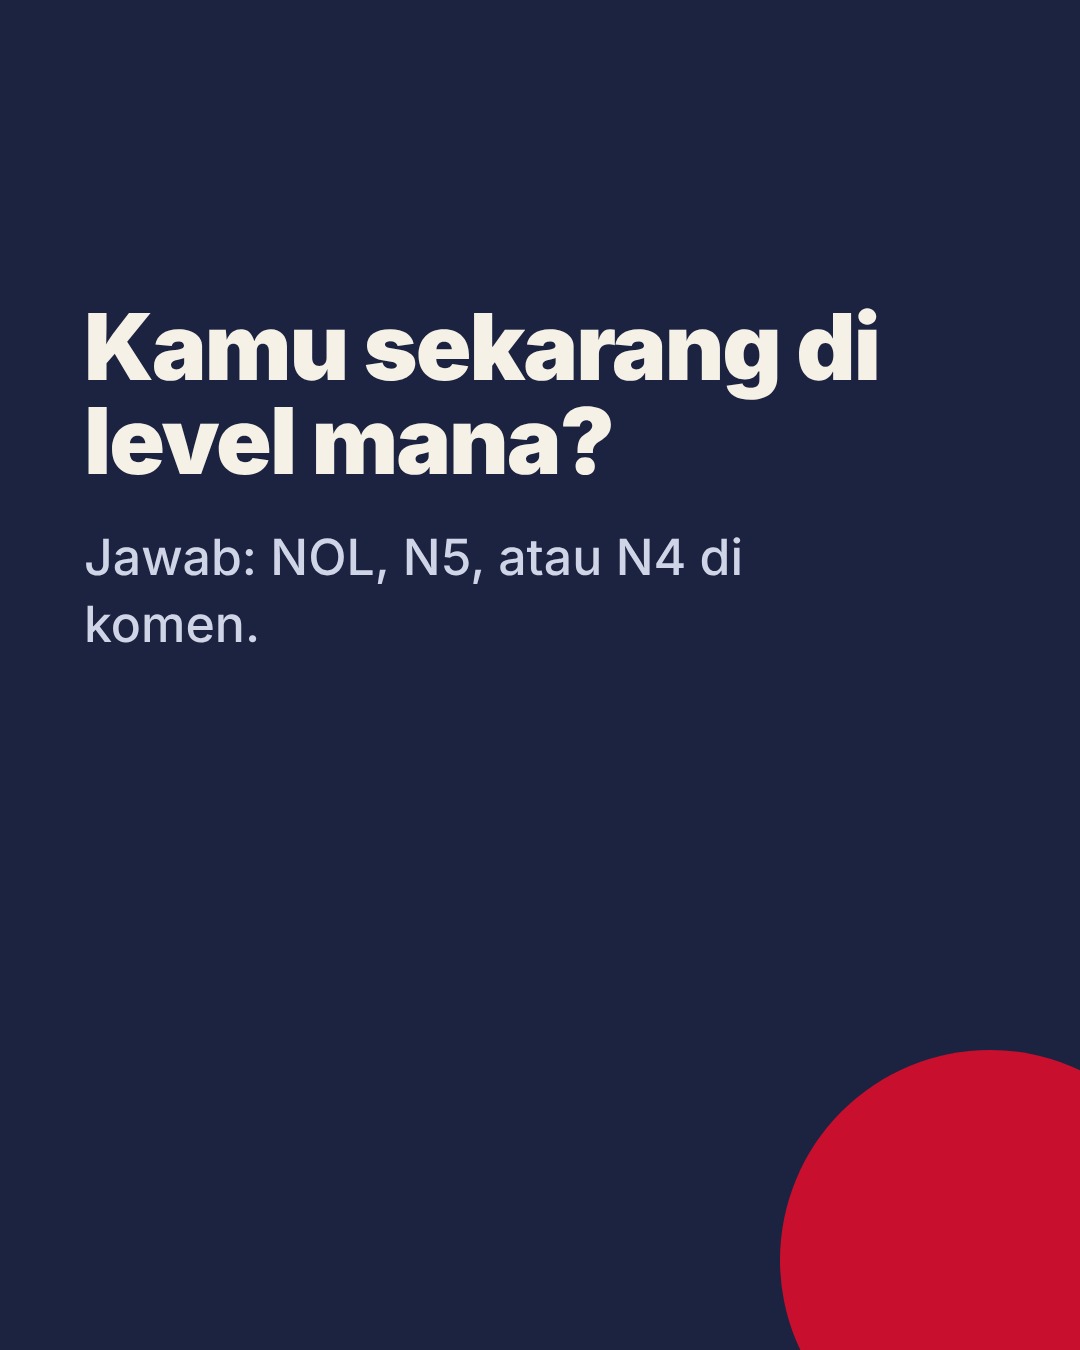 Kamu sekarang di
level mana?
Jawab: NOL, N5, atau N4 di
komen.